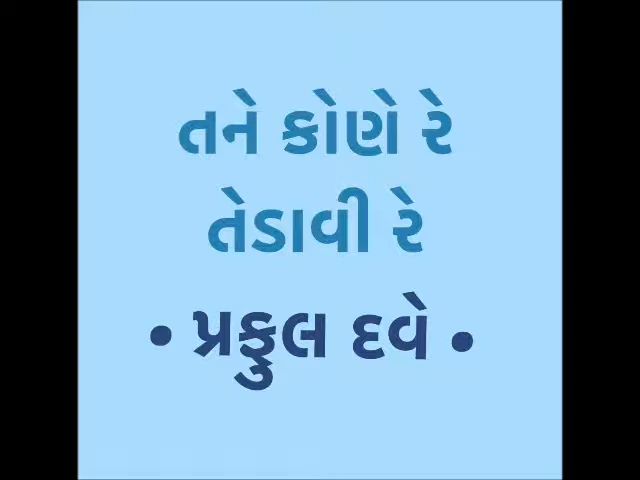 તને કોણે રે
તેડાવી રે
• પ્રફુલ દવે •